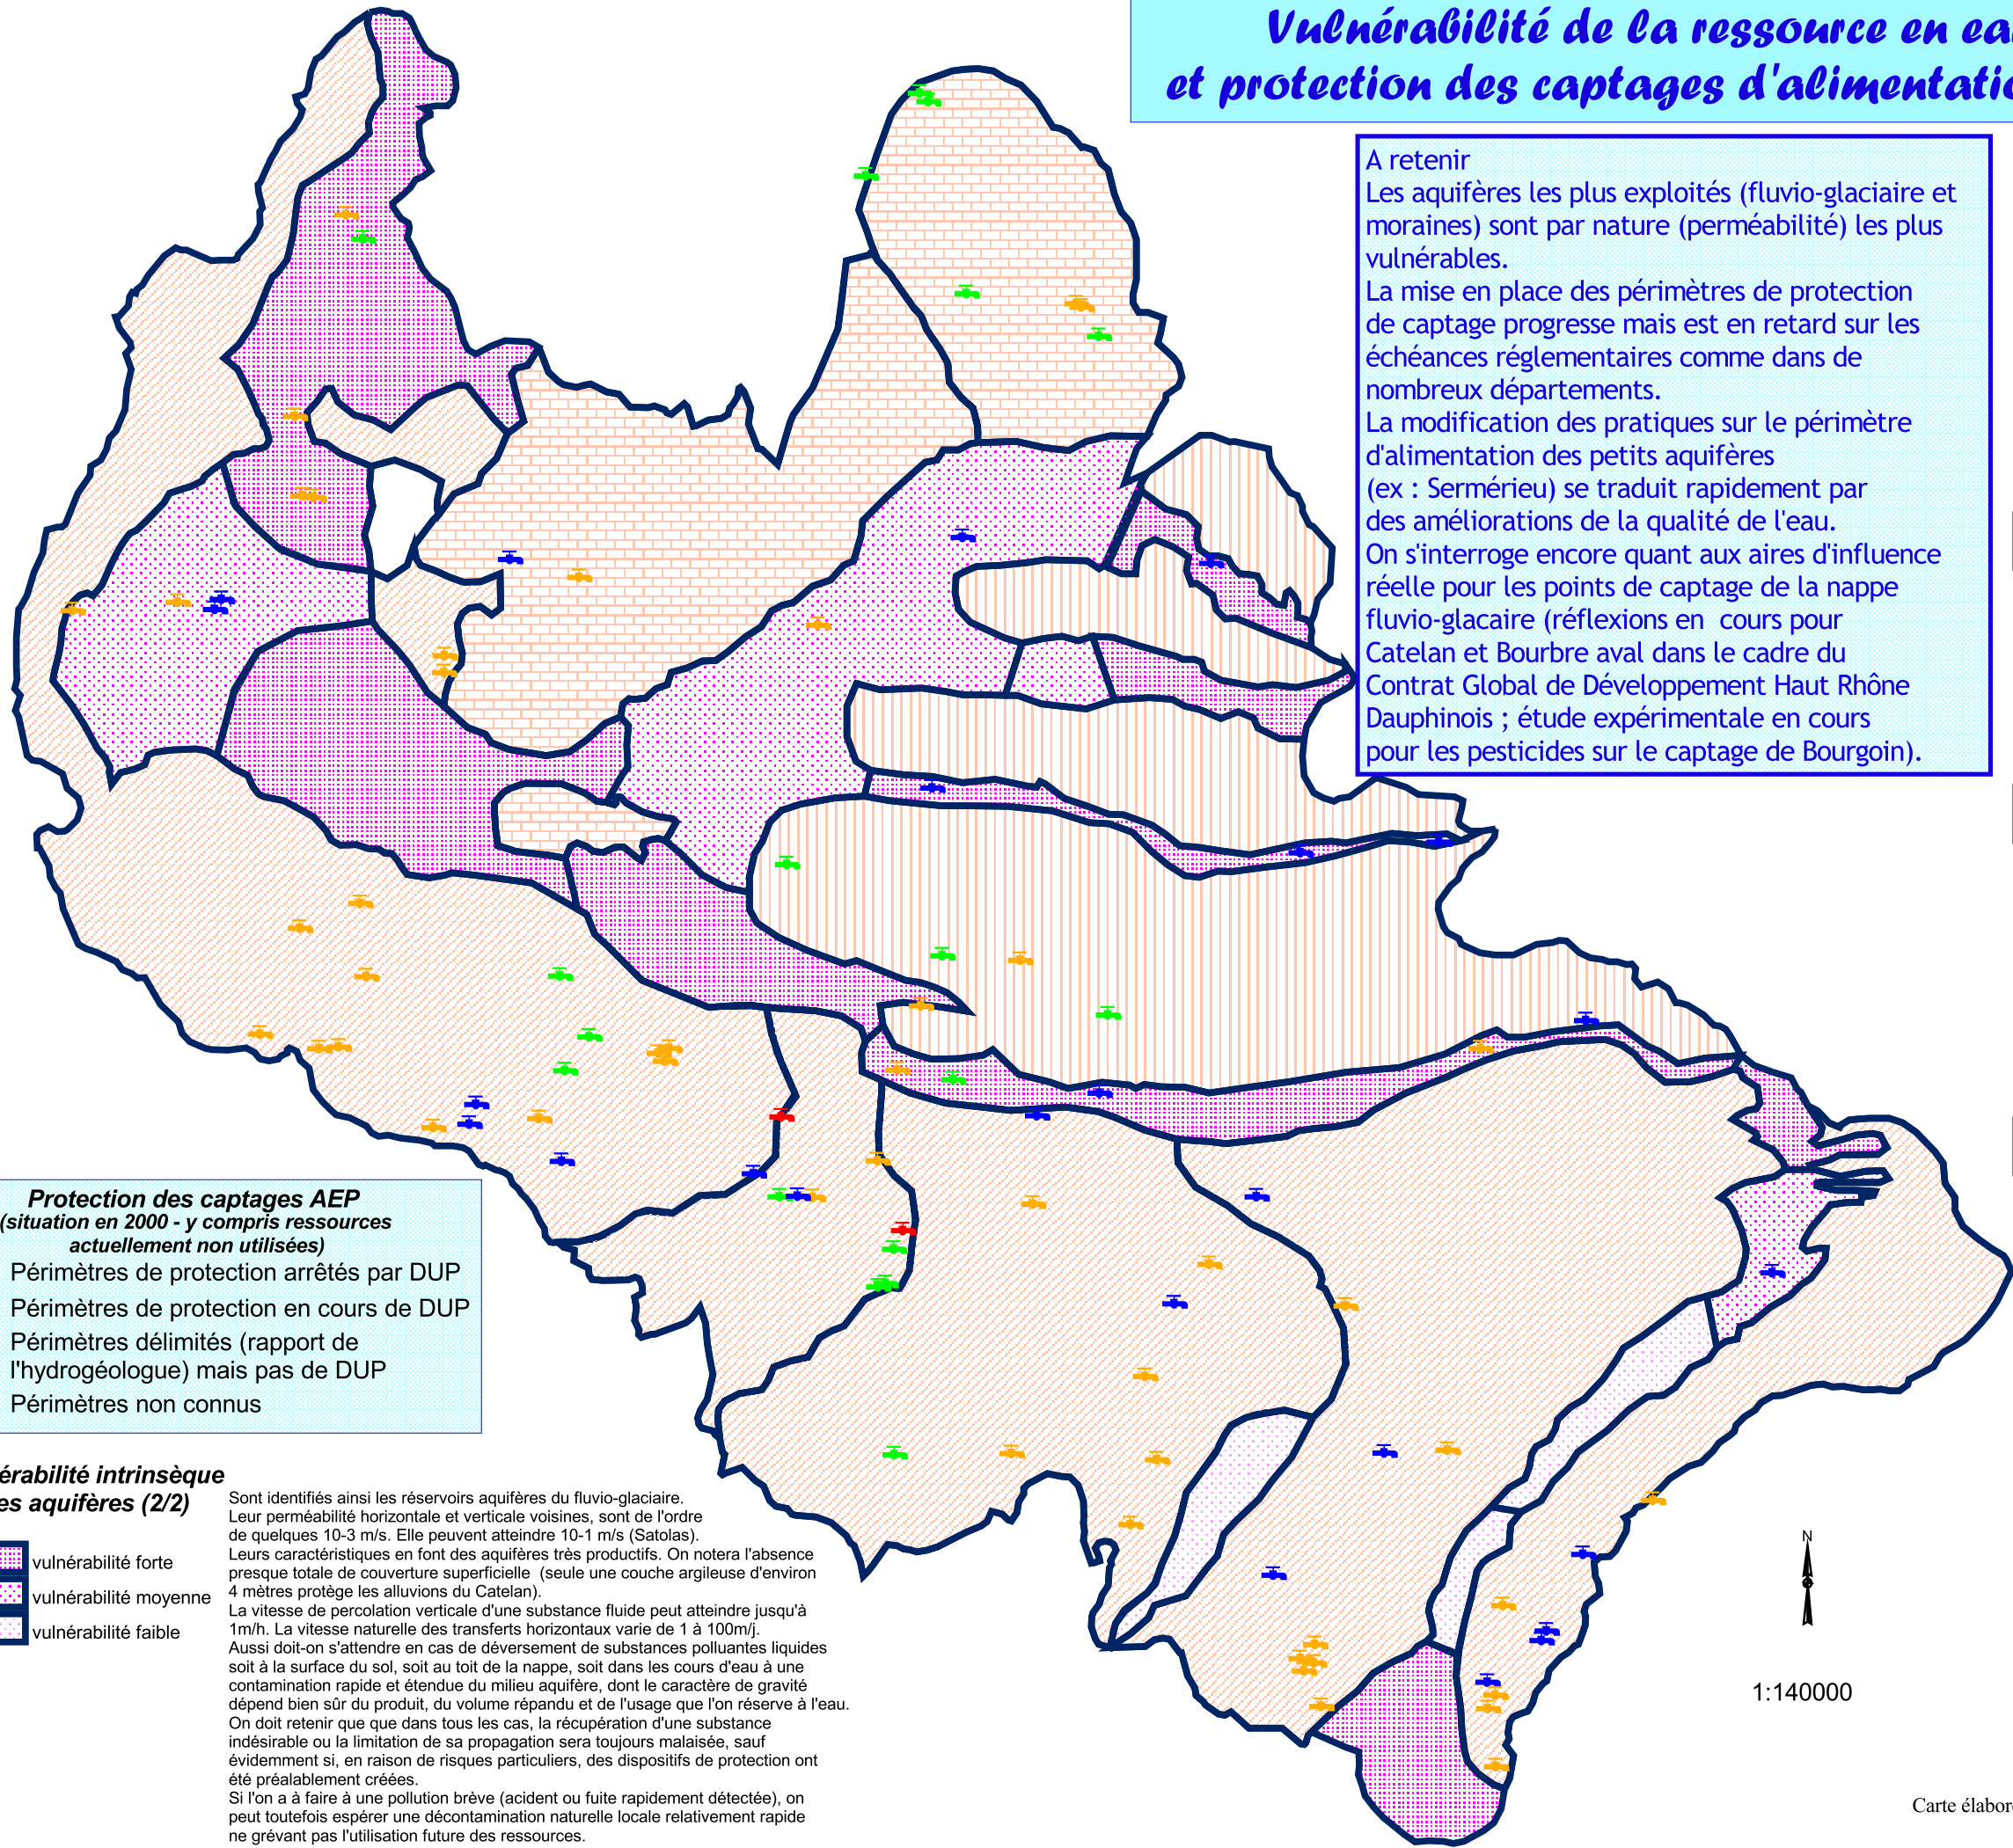 Vulnérabilité de la ressource en eau
et protection des captages d'alimentation
A retenir
Les aquifères les plus exploités (fluvio-glaciaire et
moraines) sont par nature (perméabilité) les plus
vulnérables.
La mise en place des périmètres de protection
de captage progresse mais est en retard sur les
échéances réglementaires comme dans de
nombreux départements.
La modification des pratiques sur le périmètre
d'alimentation des petits aquifères
(ex : Sermérieu) se traduit rapidement par
des améliorations de la qualité de l'eau.
On s'interroge encore quant aux aires d'influence
réelle pour les points de captage de la nappe
fluvio-glacaire (réflexions en  cours pour
Catelan et Bourbre aval dans le cadre du
Contrat Global de Développement Haut Rhône
Dauphinois ; étude expérimentale en cours
pour les pesticides sur le captage de Bourgoin).
Protection des captages AEP
(situation en 2000 - y compris ressources
actuellement non utilisées)
Périmètres de protection arrêtés par DUP
Périmètres de protection en cours de DUP
Périmètres délimités (rapport de
l'hydrogéologue) mais pas de DUP
Périmètres non connus
érabilité intrinsèque
es aquifères (2/2)
vulnérabilité forte
vulnérabilité moyenne
vulnérabilité faible
Sont identifiés ainsi les réservoirs aquifères du fluvio-glaciaire.
Leur perméabilité horizontale et verticale voisines, sont de l'ordre
de quelques 10-3 m/s. Elle peuvent atteindre 10-1 m/s (Satolas).
Leurs caractéristiques en font des aquifères très productifs. On notera l'absence
presque totale de couverture superficielle  (seule une couche argileuse d'environ
4 mètres protège les alluvions du Catelan).
La vitesse de percolation verticale d'une substance fluide peut atteindre jusqu'à
1m/h. La vitesse naturelle des transferts horizontaux varie de 1 à 100m/j.
Aussi doit-on s'attendre en cas de déversement de substances polluantes liquides
soit à la surface du sol, soit au toit de la nappe, soit dans les cours d'eau à une
contamination rapide et étendue du milieu aquifère, dont le caractère de gravité
dépend bien sûr du produit, du volume répandu et de l'usage que l'on réserve à l'eau.
On doit retenir que que dans tous les cas, la récupération d'une substance
indésirable ou la limitation de sa propagation sera toujours malaisée, sauf
évidemment si, en raison de risques particuliers, des dispositifs de protection ont
été préalablement créées.
Si l'on a à faire à une pollution brève (acident ou fuite rapidement détectée), on
peut toutefois espérer une décontamination naturelle locale relativement rapide
ne grévant pas l'utilisation future des ressources.
N
1:140000
Carte élabor